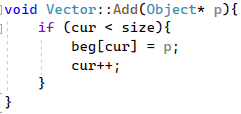 void Vector::Add(Object* p){
    if (cur < size){
        beg[cur] = p;
        cur++;
    }
}